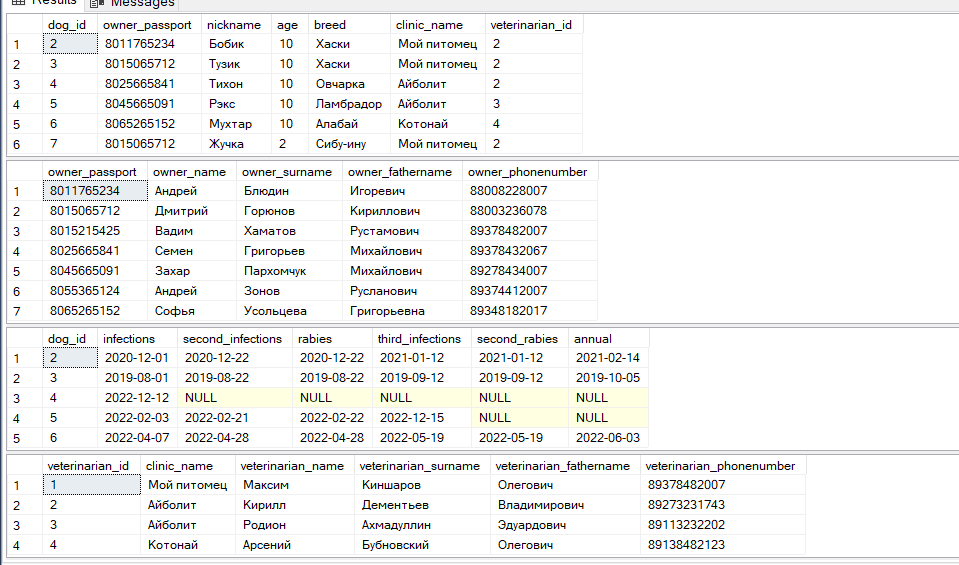 Results Messages
dog_id owner_passport nickname age breed clinic_name veterinarian_id
1 2 8011765234 Бобик 10 Хаски Мой питомец 2
2 3 8015065712 Тузик 10 Хаски Мой питомец 2
3 4 8025665841 Тихон 10 Овчарка Айболит 2
4 5 8045665091 Рэкс 10 Ламбрадор Айболит 3
5 6 8065265152 Мухтар 10 Алабай Котонай 4
6 7 8015065712 Жучка 2 Сибу-ину Мой питомец 2
owner_passport owner_name owner_surname owner_fathername owner_phonenumber
1 8011765234 Андрей Блюдин Игоревич 88008228007
2 8015065712 Дмитрий Горюнов Кириллович 88003236078
3 8015215425 Вадим Хаматов Рустамович 89378482007
4 8025665841 Семен Григорьев Михайлович 89378432067
5 8045665091 Захар Пархомчук Михайлович 89278434007
6 8055365124 Андрей Зонов Русланович 89374412007
7 8065265152 Софья Усольцева Григорьевна 89348182017
dog_id infections second_infections rabies third_infections second_rabies annual
1 2 2020-12-01 2020-12-22 2020-12-22 2021-01-12 2021-01-12 2021-02-14
2 3 2019-08-01 2019-08-22 2019-08-22 2019-09-12 2019-09-12 2019-10-05
3 4 2022-12-12 NULL NULL NULL NULL NULL
4 5 2022-02-03 2022-02-21 2022-02-22 2022-12-15 NULL NULL
5 6 2022-04-07 2022-04-28 2022-04-28 2022-05-19 2022-05-19 2022-06-03
veterinarian_id clinic_name veterinarian_name veterinarian_surname veterinarian_fathername veterinarian_phonenumber
1 1 Мой питомец Максим Киншаров Олегович 89378482007
2 2 Айболит Кирилл Дементьев Владимирович 89273231743
3 3 Айболит Родион Ахмадуллин Эдуардович 89113232202
4 4 Котонай Арсений Бубновский Олегович 89138482123